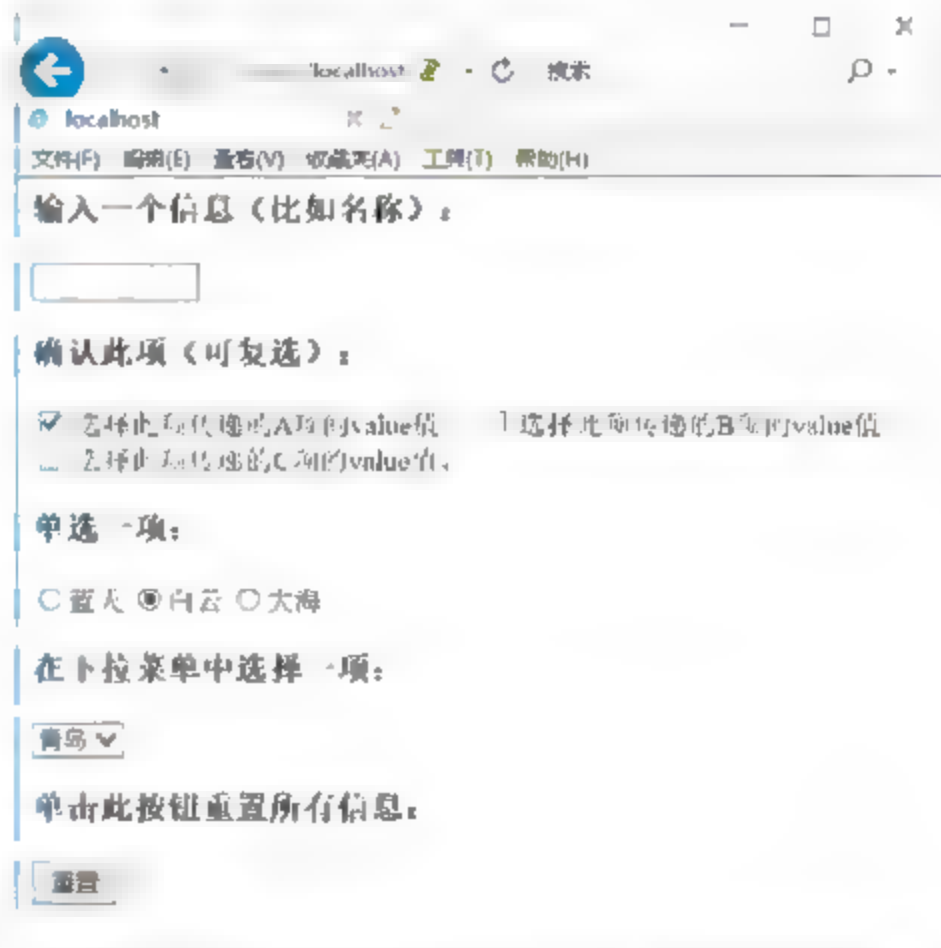 localhost 搜索
localhost
文件(F) 编辑(E) 查看(V) 收藏夹(A) 工具(T) 帮助(H)
输入一个信息（比如名称）：
确认此项（可复选）：
选择此项传递的A项的value值 选择此项传递的B项的value值
选择此项传递的C项的value值。
单选一项：
蓝天 白云 大海
在下拉菜单中选择一项：
青岛
单击此按钮重置所有信息：
重置